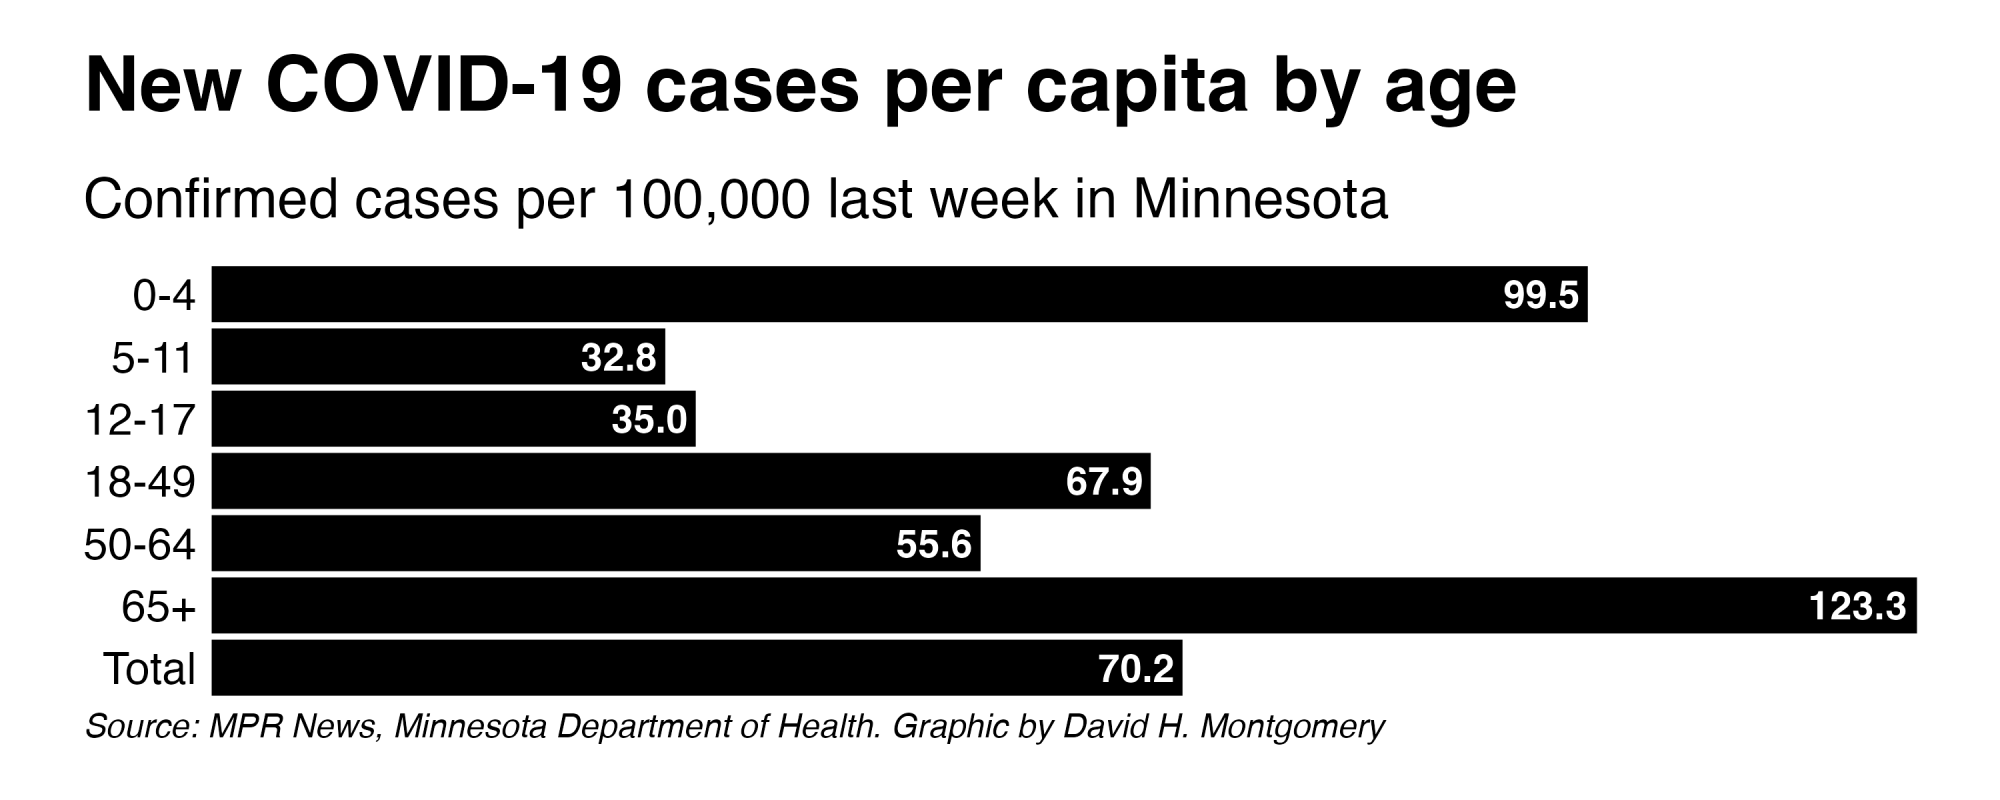 New COVID-19 cases per capita by age
Confirmed cases per 100,000 last week in Minnesota
0-4 99.5
5-11 32.8
12-17 35.0
18-49 67.9
50-64 55.6
65+ 123.3
Total 70.2
Source: MPR News, Minnesota Department of Health. Graphic by David H. Montgomery